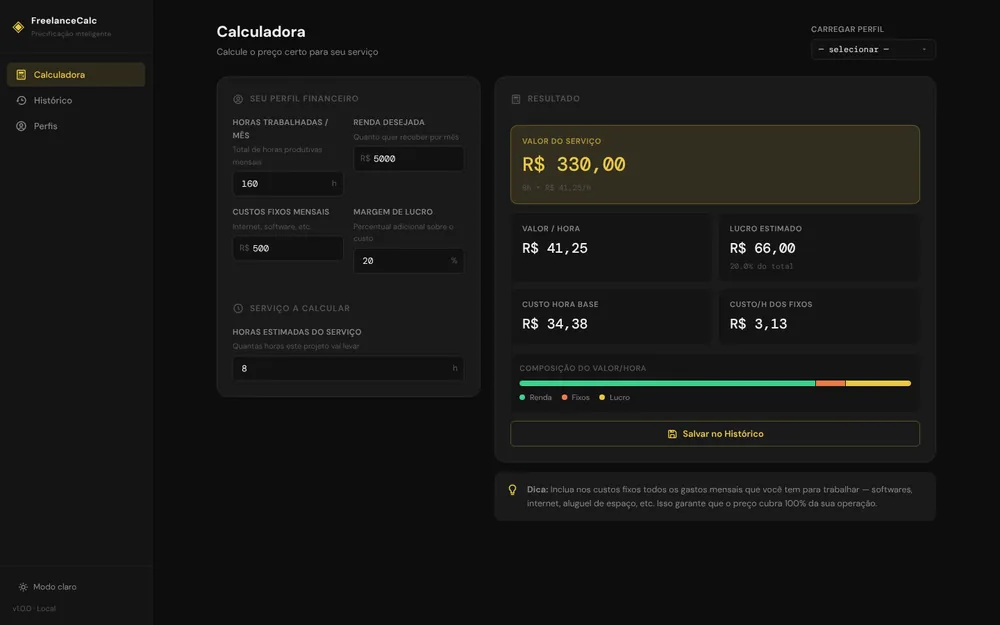 FreelanceCalc
Precificação inteligente
Calculadora
Histórico
Perfis
Modo claro
v1.0.0 · Local
Calculadora
Calcule o preço certo para seu serviço
CARREGAR PERFIL
— selecionar —
SEU PERFIL FINANCEIRO
HORAS TRABALHADAS /
MÊS
Total de horas produtivas
mensais
160 h
RENDA DESEJADA
Quanto quer receber por mês
R$ 5000
CUSTOS FIXOS MENSAIS
Internet, software, etc.
R$ 500
MARGEM DE LUCRO
Percentual adicional sobre o
custo
20 %
SERVIÇO A CALCULAR
HORAS ESTIMADAS DO SERVIÇO
Quantas horas este projeto vai levar
8 h
RESULTADO
VALOR DO SERVIÇO
R$ 330,00
8h × R$ 41,25/h
VALOR / HORA
R$ 41,25
LUCRO ESTIMADO
R$ 66,00
20.0% do total
CUSTO HORA BASE
R$ 34,38
CUSTO/H DOS FIXOS
R$ 3,13
COMPOSIÇÃO DO VALOR/HORA
Renda Fixos Lucro
Salvar no Histórico
Dica: Inclua nos custos fixos todos os gastos mensais que você tem para trabalhar — softwares,
internet, aluguel de espaço, etc. Isso garante que o preço cubra 100% da sua operação.